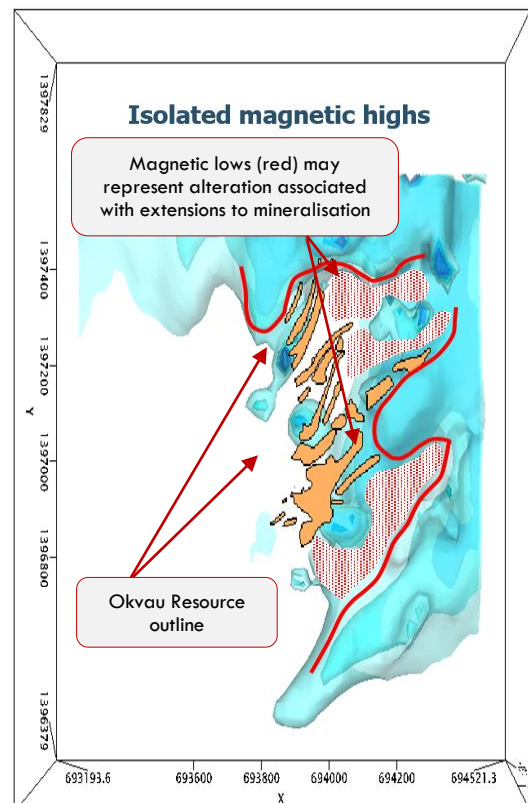 Isolated magnetic highs
Magnetic lows (red) may
represent alteration associated
with extensions to mineralisation
Okvau Resource
outline
1397829
1397400
1397200
Y
1397000
1396800
1396379
693193.6 693600 693800 694000 694200 694521.3
X